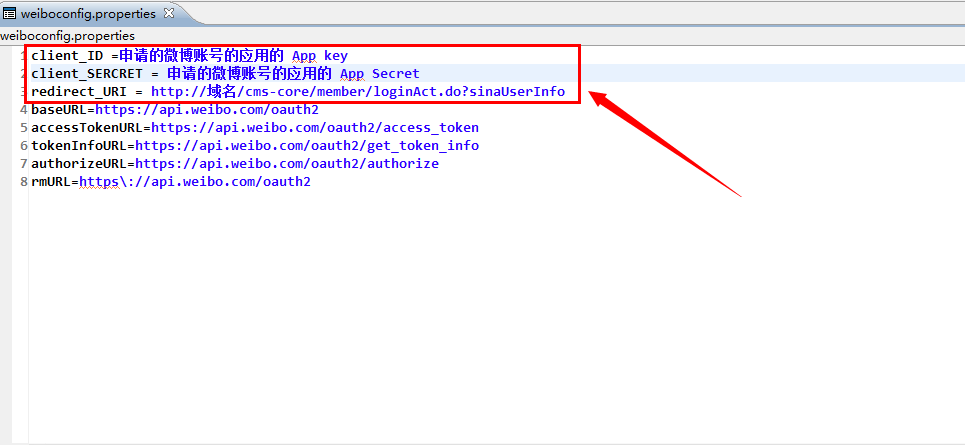 weiboconfig.properties
weiboconfig.properties
1 client_ID =申请的微博账号的应用的 App key
2 client_SERCRET = 申请的微博账号的应用的 App Secret
3 redirect_URI = http://域名/cms-core/member/loginAct.do?sinaUserInfo
4 baseURL=https://api.weibo.com/oauth2
5 accessTokenURL=https://api.weibo.com/oauth2/access_token
6 tokenInfoURL=https://api.weibo.com/oauth2/get_token_info
7 authorizeURL=https://api.weibo.com/oauth2/authorize
8 rmURL=https\://api.weibo.com/oauth2